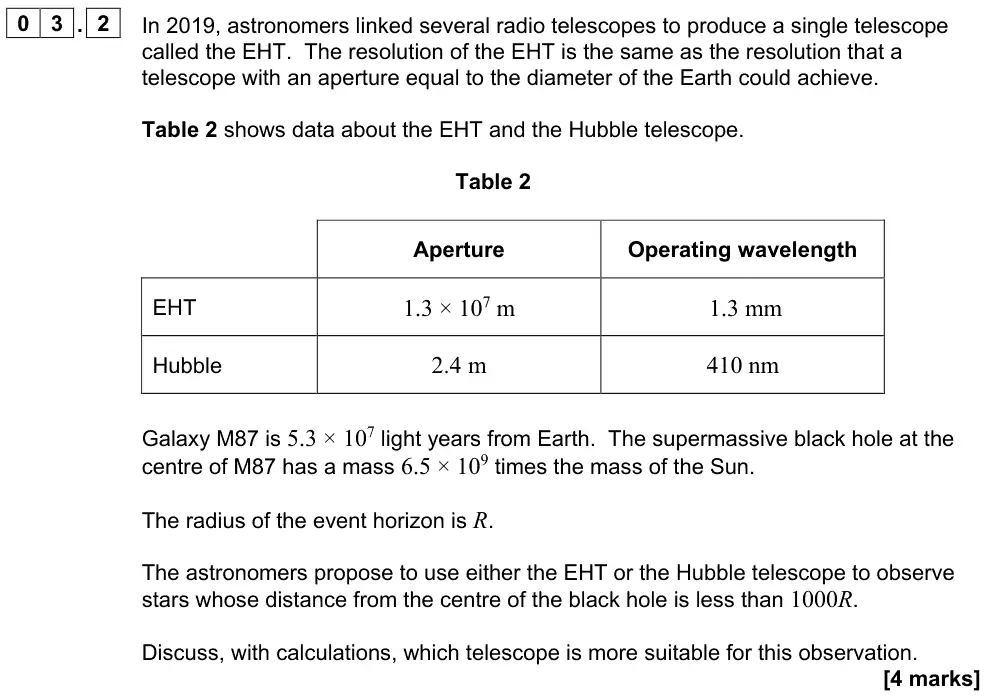 0 3 . 2 In 2019, astronomers linked several radio telescopes to produce a single telescope
called the EHT. The resolution of the EHT is the same as the resolution that a
telescope with an aperture equal to the diameter of the Earth could achieve.
Table 2 shows data about the EHT and the Hubble telescope.
Table 2
Aperture Operating wavelength
EHT 1.3 × 10⁷ m 1.3 mm
Hubble 2.4 m 410 nm
Galaxy M87 is 5.3 × 10⁷ light years from Earth. The supermassive black hole at the
centre of M87 has a mass 6.5 × 10⁹ times the mass of the Sun.
The radius of the event horizon is R.
The astronomers propose to use either the EHT or the Hubble telescope to observe
stars whose distance from the centre of the black hole is less than 1000R.
Discuss, with calculations, which telescope is more suitable for this observation.
[4 marks]